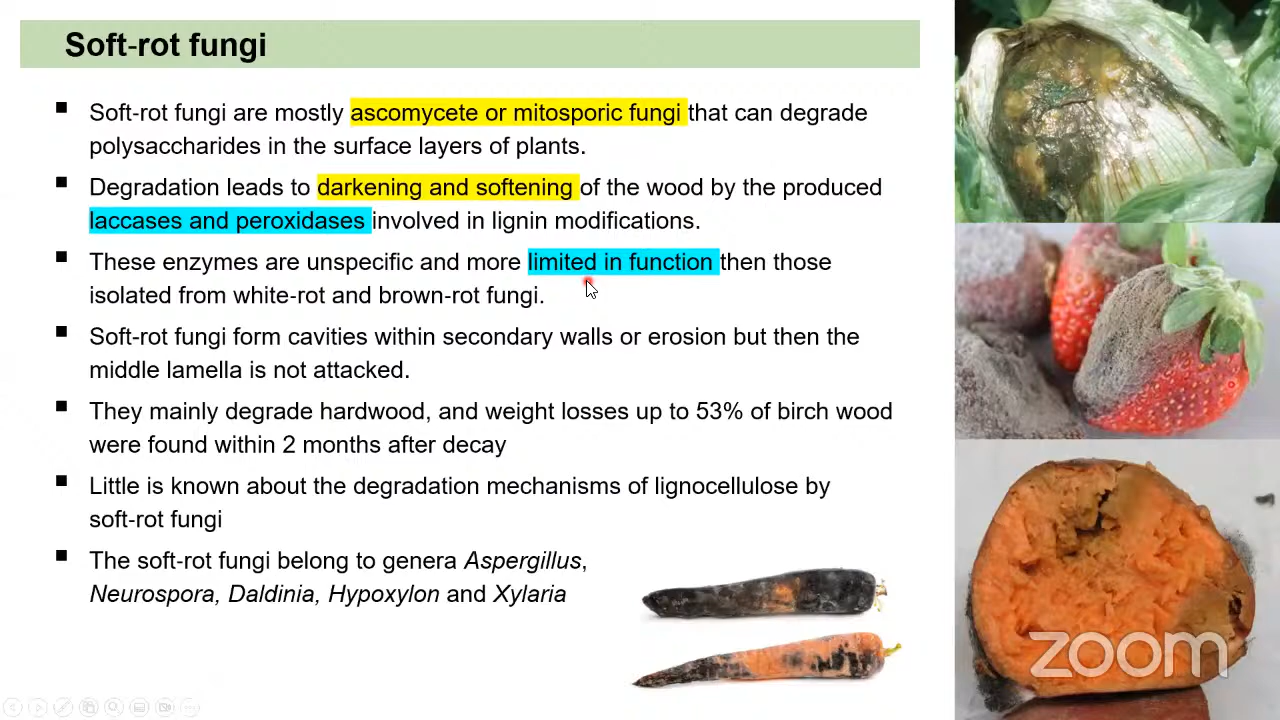 Soft-rot fungi
Soft-rot fungi are mostly ascomycete or mitosporic fungi that can degrade
polysaccharides in the surface layers of plants.
Degradation leads to darkening and softening of the wood by the produced
laccases and peroxidases involved in lignin modifications.
These enzymes are unspecific and more limited in function then those
isolated from white-rot and brown-rot fungi.
Soft-rot fungi form cavities within secondary walls or erosion but then the
middle lamella is not attacked.
They mainly degrade hardwood, and weight losses up to 53% of birch wood
were found within 2 months after decay
Little is known about the degradation mechanisms of lignocellulose by
soft-rot fungi
The soft-rot fungi belong to genera Aspergillus,
Neurospora, Daldinia, Hypoxylon and Xylaria
zoom